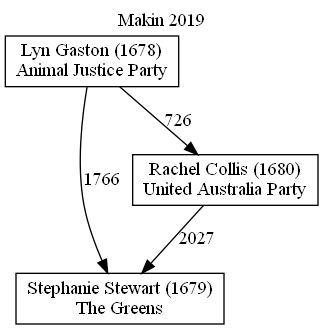 Makin 2019
Lyn Gaston (1678)
Animal Justice Party
726
Rachel Collis (1680)
United Australia Party
1766
2027
Stephanie Stewart (1679)
The Greens